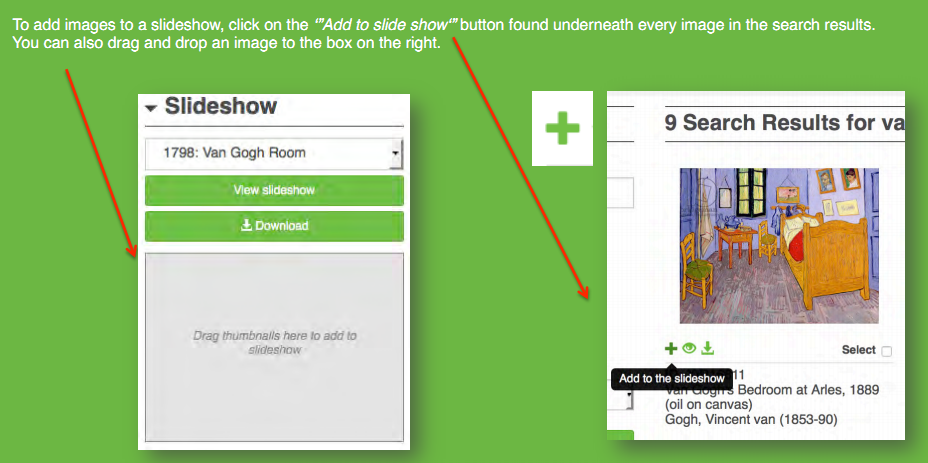 To add images to a slideshow, click on the “"Add to slide show“" button found underneath every image in the search results.
You can also drag and drop an image to the box on the right.
Slideshow
1798: Van Gogh Room
View slideshow
Download
Drag thumbnails here to add to
slideshow
9 Search Results for va
Select
Add to the slideshow
11
Van Gogh's Bedroom at Arles, 1889
(oil on canvas)
Gogh, Vincent van (1853-90)